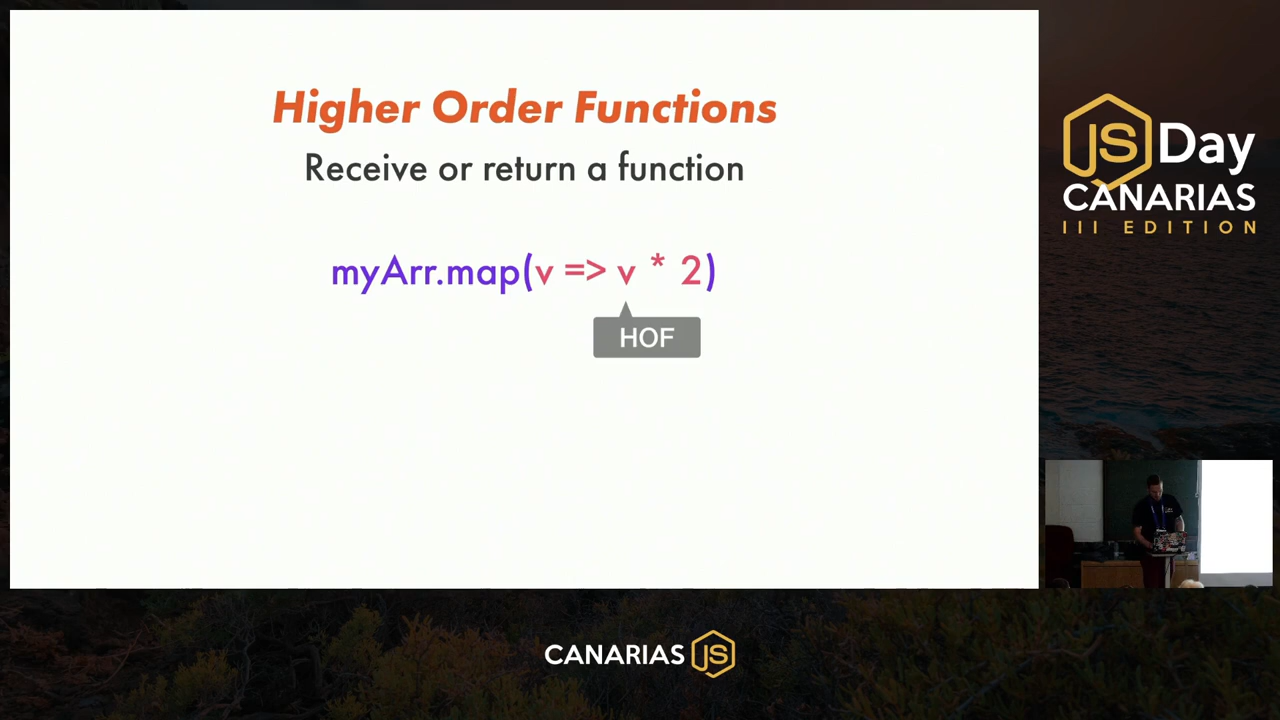 Higher Order Functions
Receive or return a function
myArr.map(v => v * 2)
HOF
JS Day
CANARIAS
III EDITION
CANARIAS JS